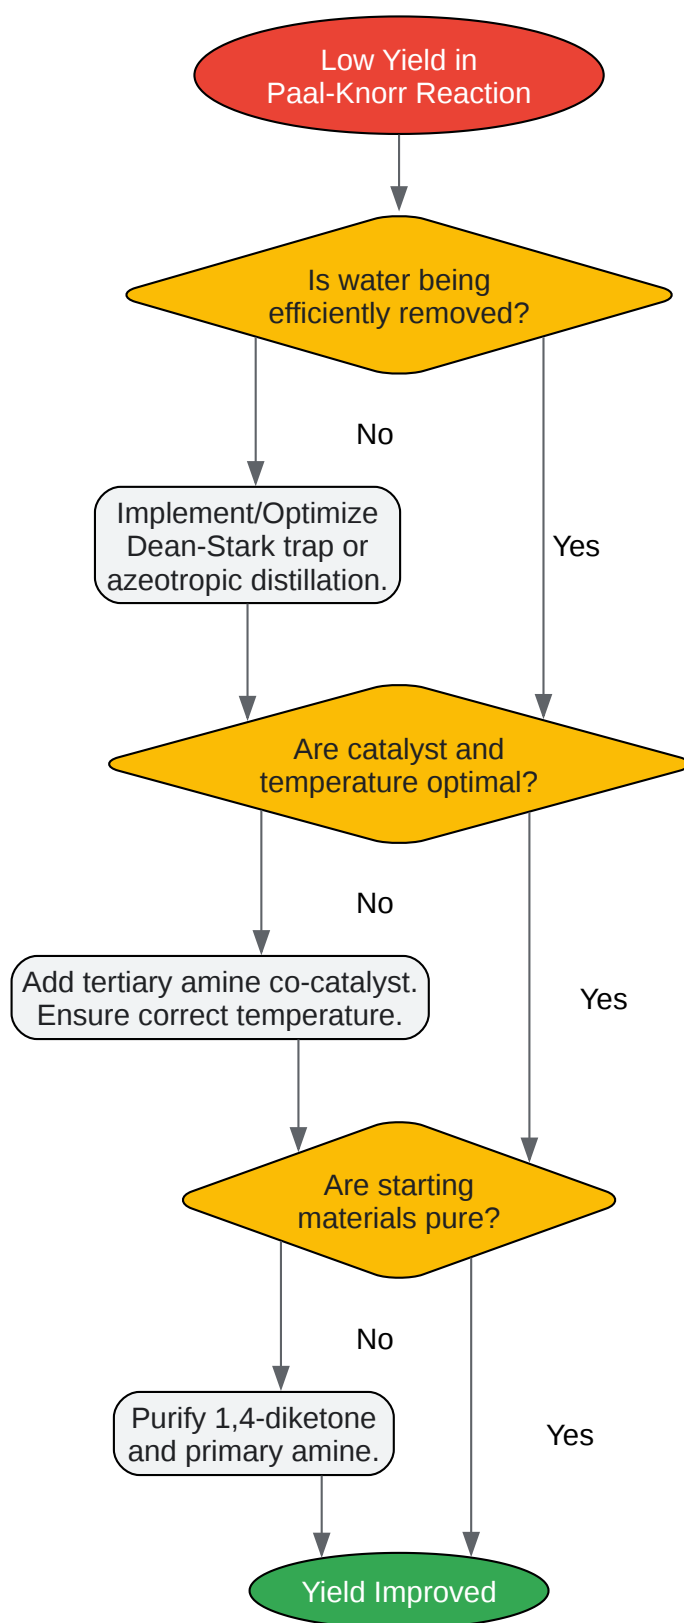 Low Yield in
Paal-Knorr Reaction
Is water being
efficiently removed?
No
Implement/Optimize
Dean-Stark trap or
azeotropic distillation.
Yes
Are catalyst and
temperature optimal?
No
Add tertiary amine co-catalyst.
Ensure correct temperature.
Yes
Are starting
materials pure?
No
Purify 1,4-diketone
and primary amine.
Yes
Yield Improved